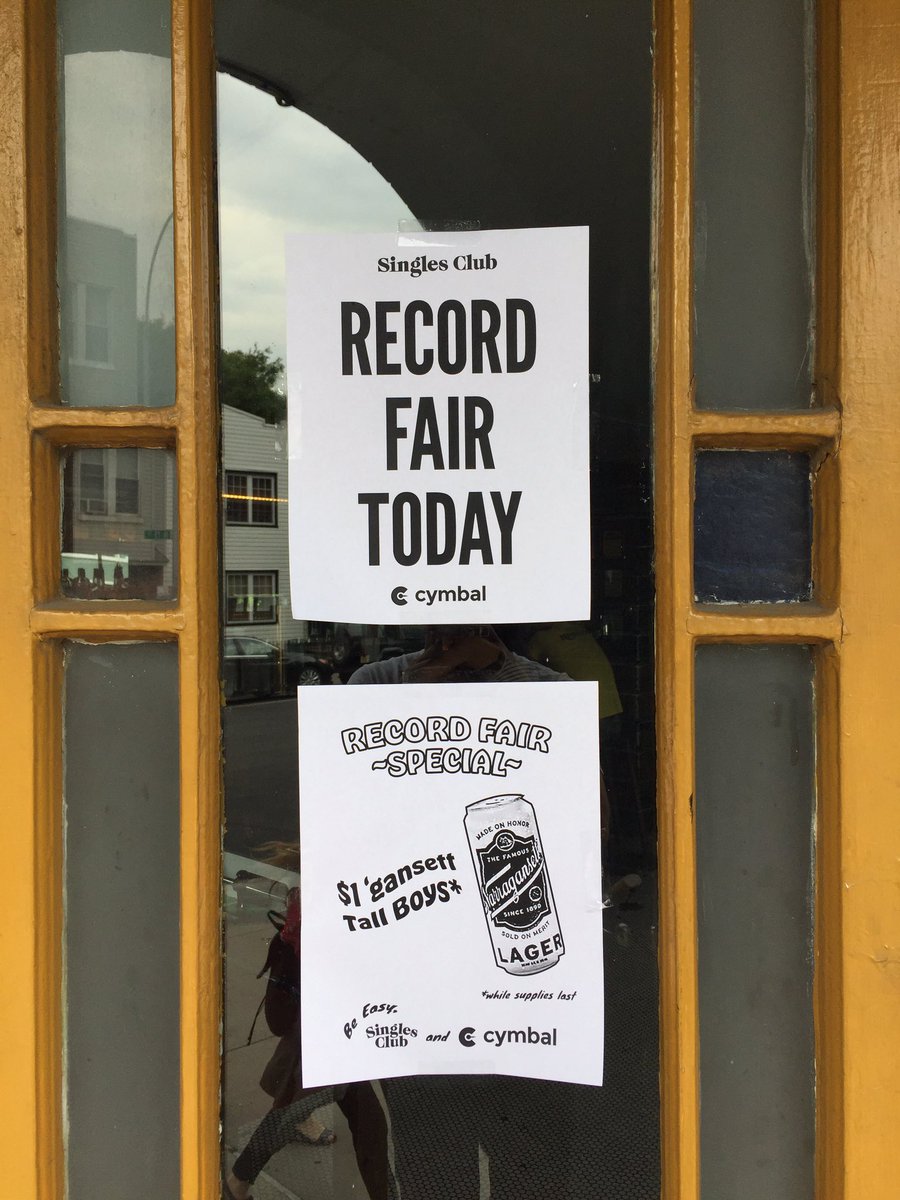 Singles Club
RECORD
FAIR
TODAY
cymbal
RECORD FAIR
~SPECIAL~
$1 'gansett
Tall Boys*
MADE ON HONOR
THE FAMOUS
Narragansett
SINCE 1890
SOLD ON MERIT
LAGER
*while supplies last
Be Easy.
Singles
Club
and
cymbal